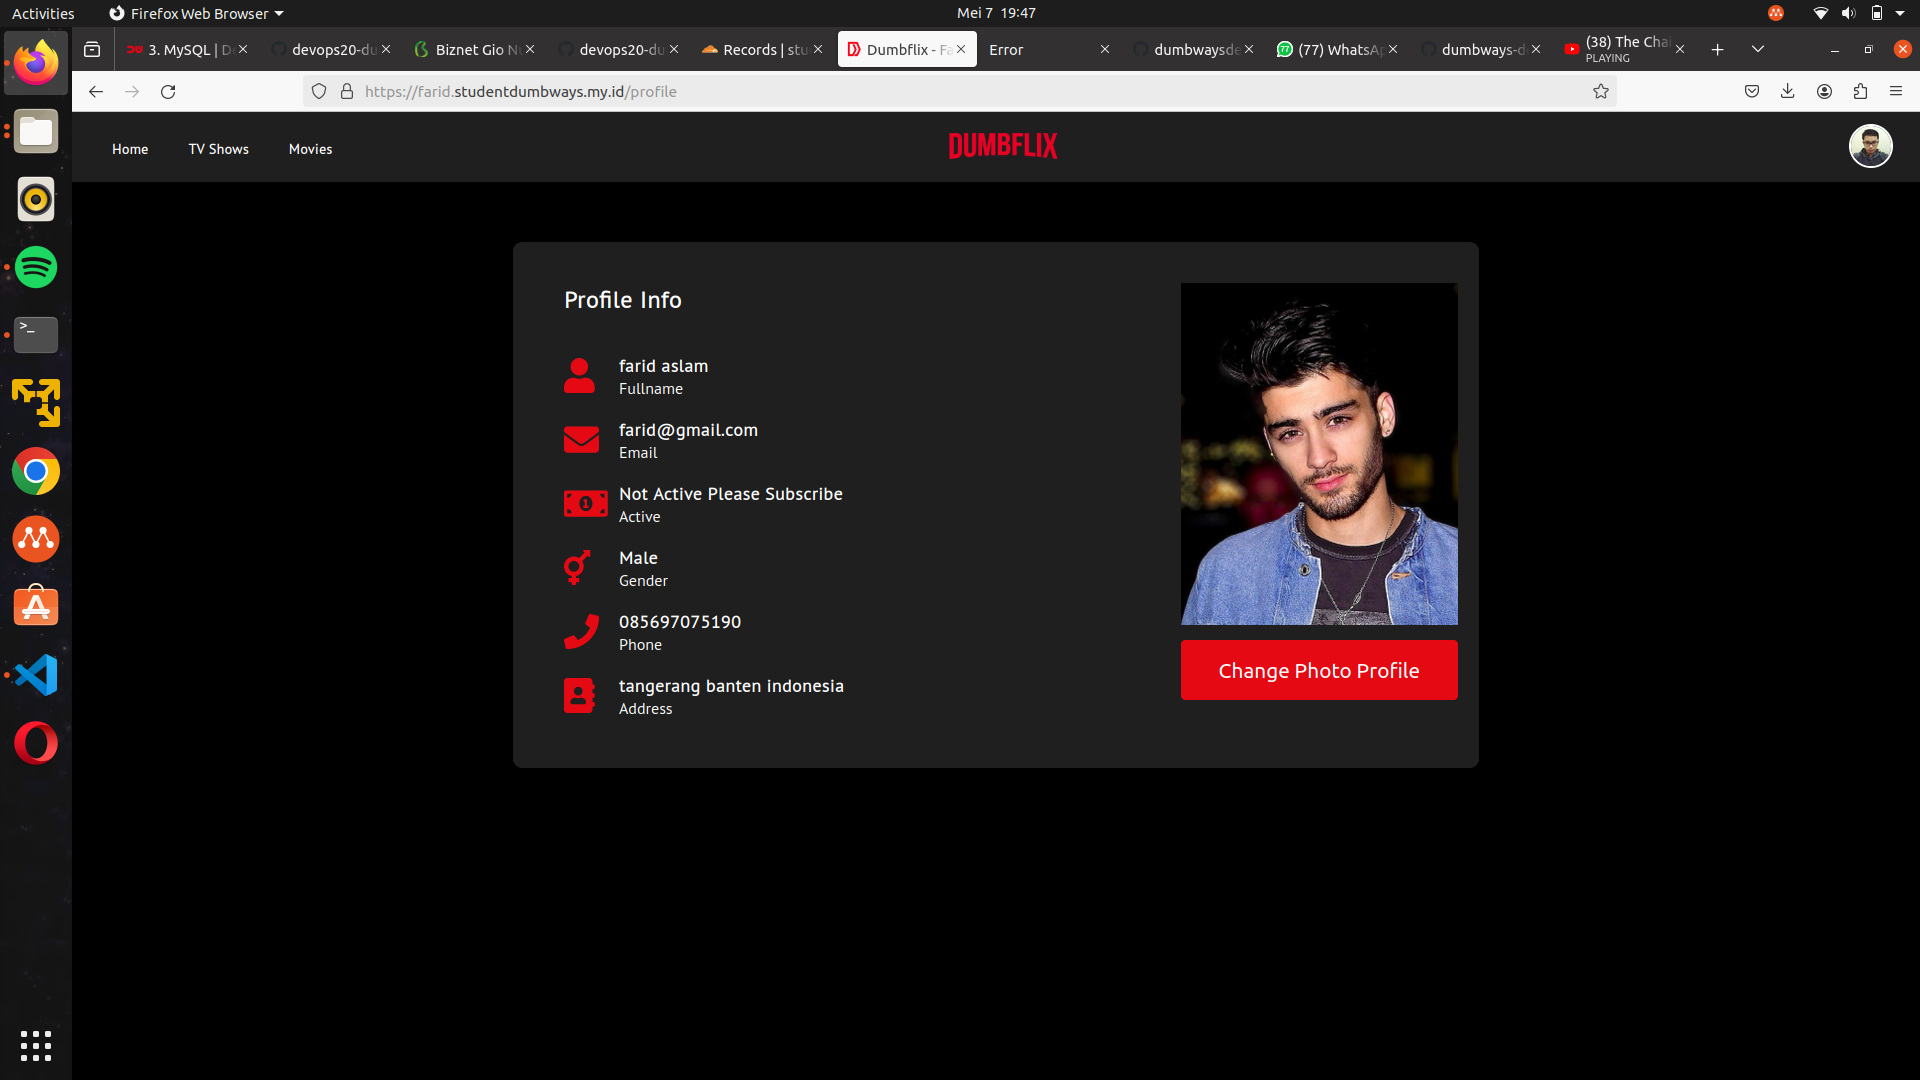 Activities
Firefox Web Browser
Mei 7 19:47
3. MySQL | De
devops20-du
Biznet Gio Nu
devops20-du
Records | stu
Dumbflix - Fa
Error
dumbwaysde
(77) WhatsAp
dumbways-d
(38) The Chai
PLAYING
https://farid.studentdumbways.my.id/profile
Home
TV Shows
Movies
DUMBFLIX
Profile Info
farid aslam
Fullname
farid@gmail.com
Email
Not Active Please Subscribe
Active
Male
Gender
085697075190
Phone
tangerang banten indonesia
Address
Change Photo Profile